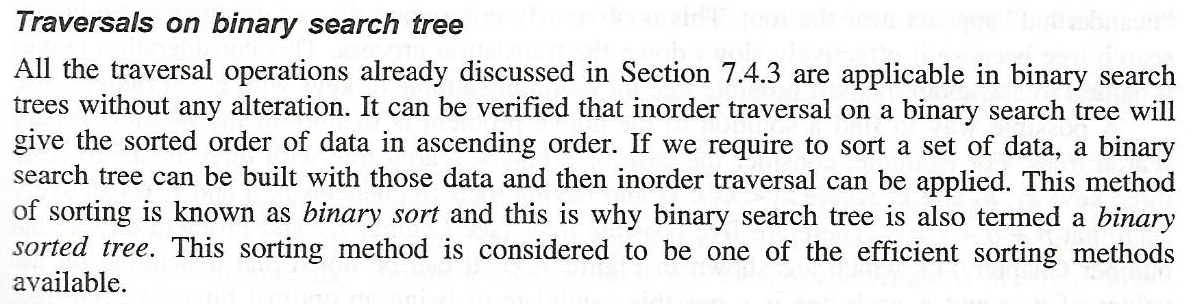 Traversals on binary search tree
All the traversal operations already discussed in Section 7.4.3 are applicable in binary search
trees without any alteration. It can be verified that inorder traversal on a binary search tree will
give the sorted order of data in ascending order. If we require to sort a set of data, a binary
search tree can be built with those data and then inorder traversal can be applied. This method
of sorting is known as binary sort and this is why binary search tree is also termed a binary
sorted tree. This sorting method is considered to be one of the efficient sorting methods
available.